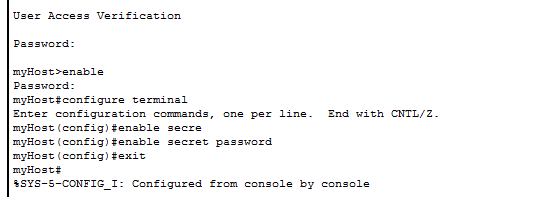 User Access Verification
Password:
myHost>enable
Password:
myHost#configure terminal
Enter configuration commands, one per line.  End with CNTL/Z.
myHost(config)#enable secre
myHost(config)#enable secret password
myHost(config)#exit
myHost#
%SYS-5-CONFIG_I: Configured from console by console